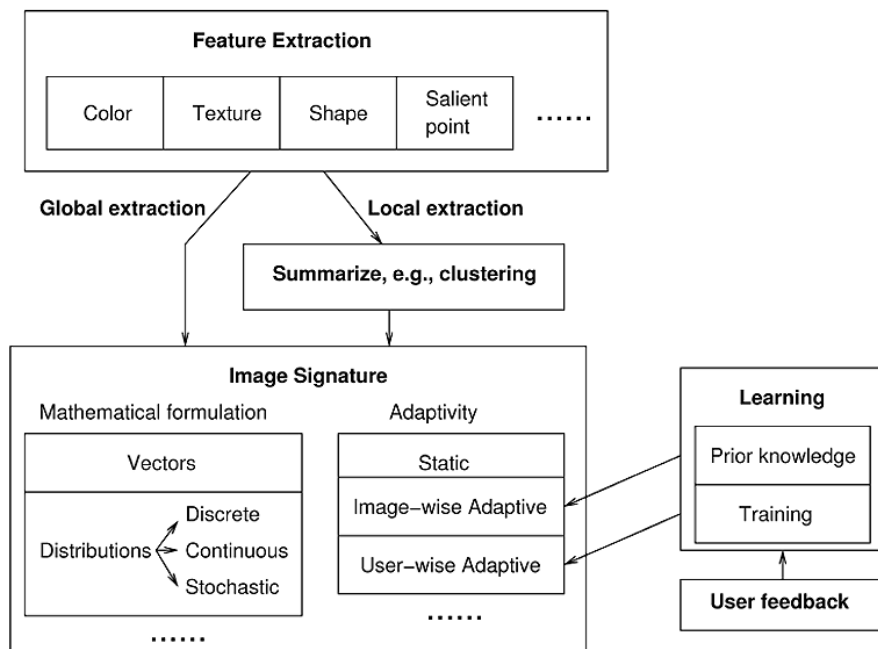 Feature Extraction
Color
Texture
Shape
Salient
point
......
Global extraction
Local extraction
Summarize, e.g., clustering
Image Signature
Mathematical formulation
Adaptivity
Vectors
Distributions
Discrete
Continuous
Stochastic
......
Static
Image-wise Adaptive
User-wise Adaptive
......
Learning
Prior knowledge
Training
User feedback